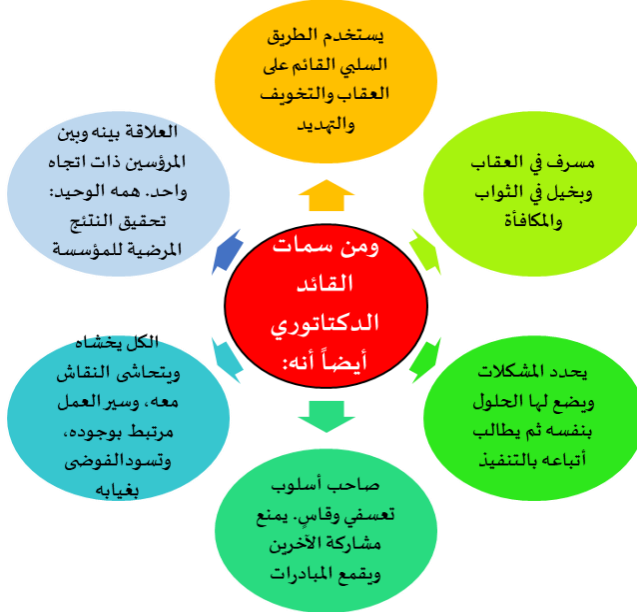 ومن سمات
القائد
الدكتاتوري
أيضاً أنه:
يستخدم الطريق
السلبي القائم على
العقاب والتخويف
والتهديد
مسرف في العقاب
وبخيل في الثواب
والمكافأة
يحدد المشكلات
ويضع لها الحلول
بنفسه ثم يطالب
أتباعه بالتنفيذ
صاحب أسلوب
تعسفي وقاسٍ. يمنع
مشاركة الآخرين
ويقمع المبادرات
الكل يخشاه
ويتحاشى النقاش
معه، وسير العمل
مرتبط بوجوده،
وتسودالفوضى
بغيابه
العلاقة بينه وبين
المرؤسين ذات اتجاه
واحد. همه الوحيد:
تحقيق النتئج
المرضية للمؤسسة